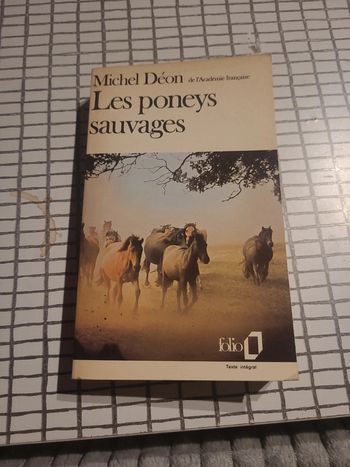 Michel Déon de l'Académie française
Les poneys
sauvages
folio
Texte intégral